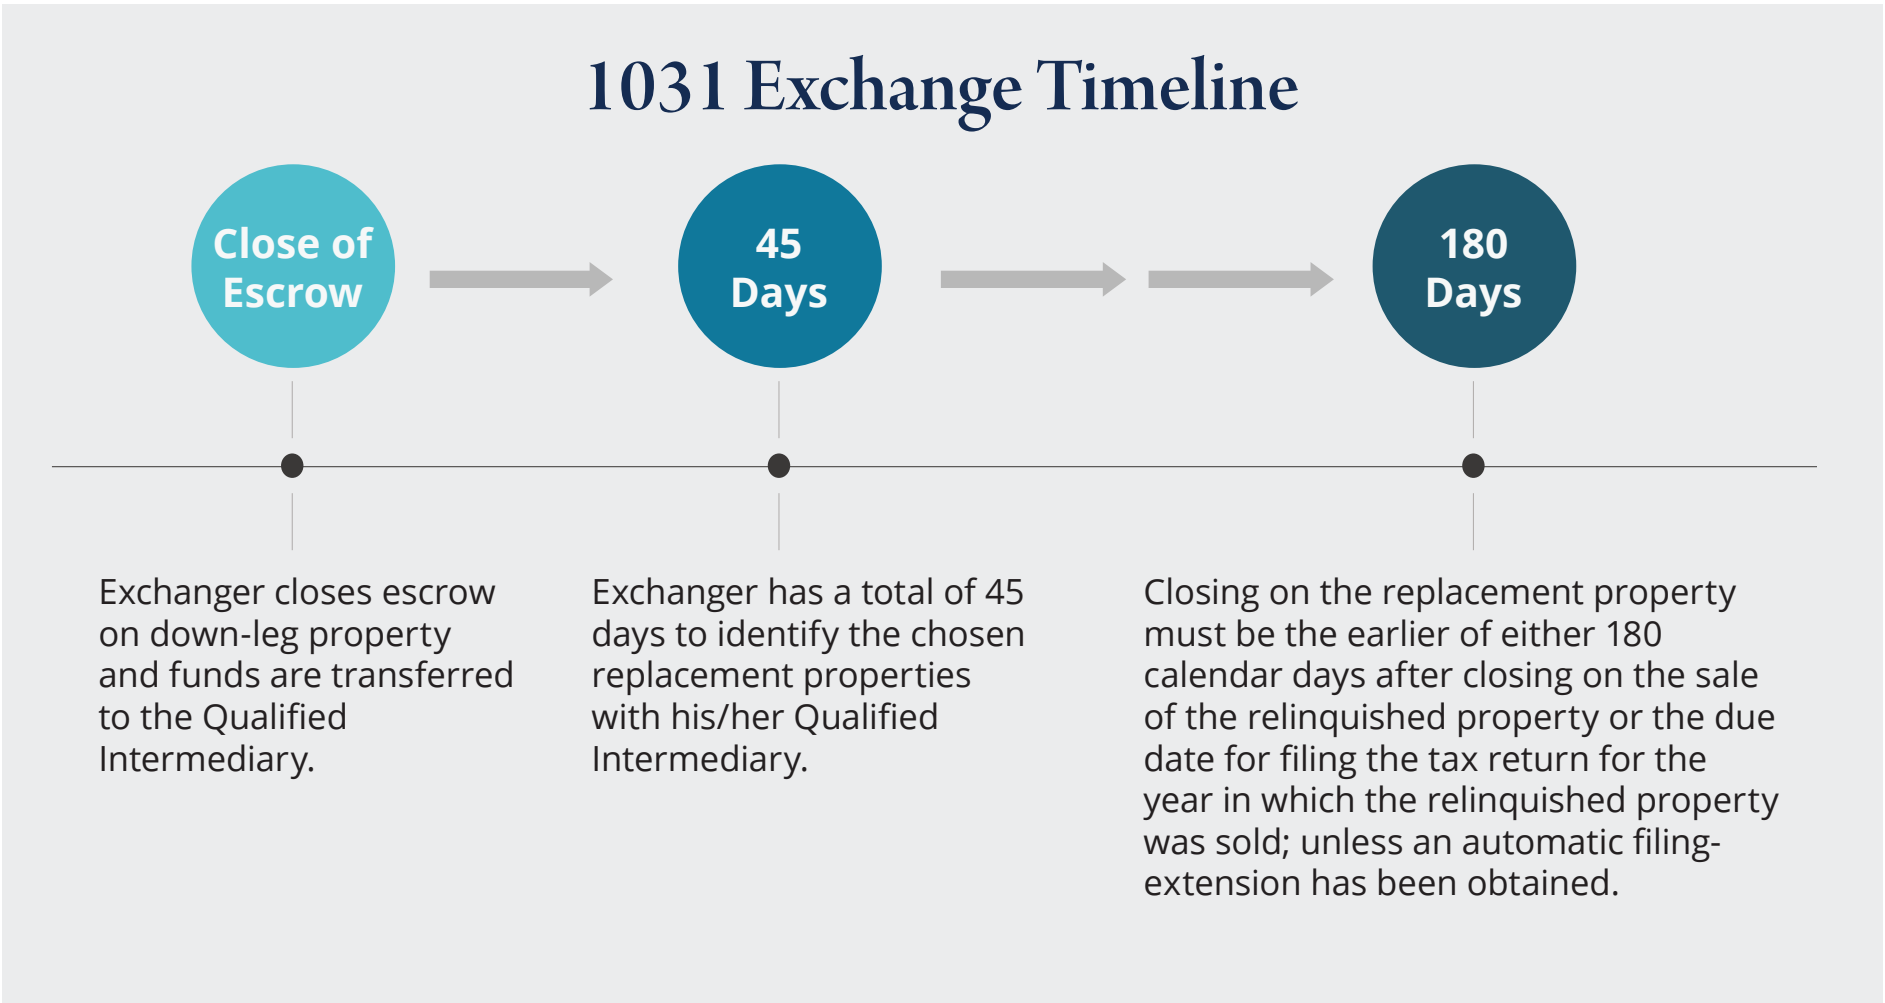 1031 Exchange Timeline
Close of
Escrow
45
Days
180
Days
Exchanger closes escrow
on down-leg property
and funds are transferred
to the Qualified
Intermediary.
Exchanger has a total of 45
days to identify the chosen
replacement properties
with his/her Qualified
Intermediary.
Closing on the replacement property
must be the earlier of either 180
calendar days after closing on the sale
of the relinquished property or the due
date for filing the tax return for the
year in which the relinquished property
was sold; unless an automatic filing-
extension has been obtained.